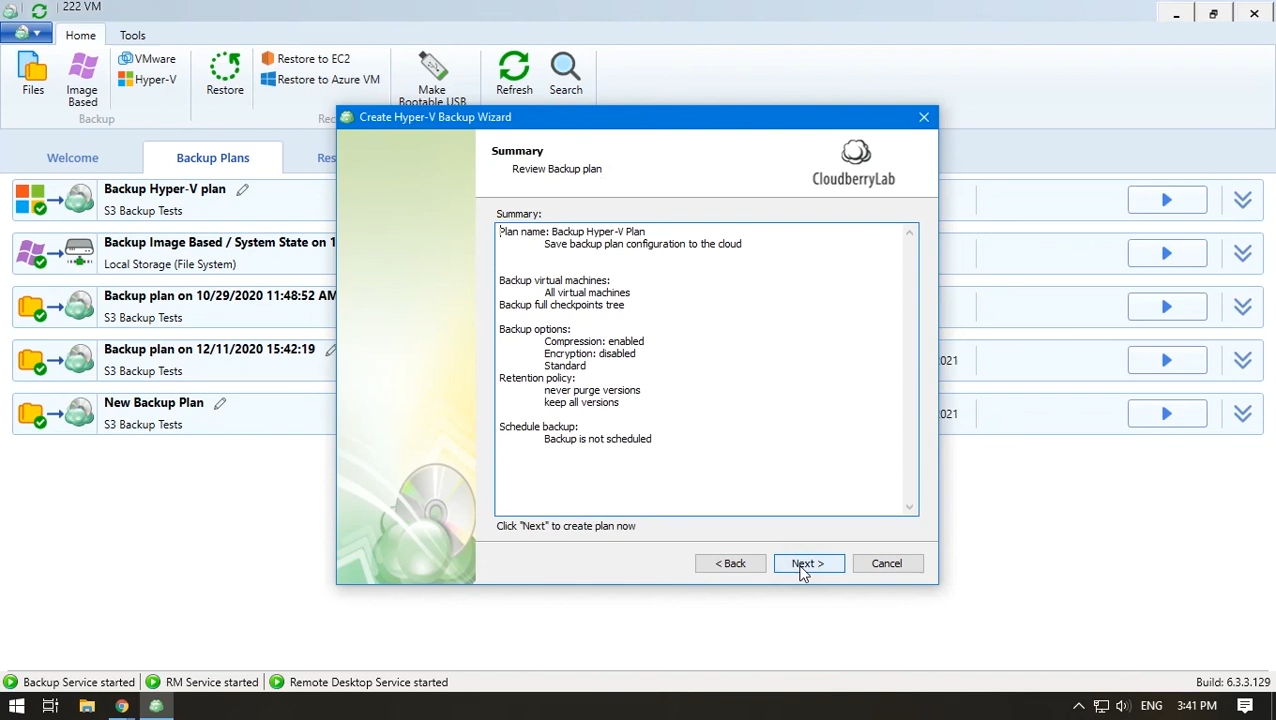 222 VM
Home
Tools
Files
Image
Based
VMware
Hyper-V
Backup
Restore
Restore to EC2
Restore to Azure VM
Make
Bootable USB
Refresh
Search
Rec
Welcome
Backup Plans
Res
Backup Hyper-V plan
S3 Backup Tests
Backup Image Based / System State on 1
Local Storage (File System)
Backup plan on 10/29/2020 11:48:52 AM
S3 Backup Tests
Backup plan on 12/11/2020 15:42:19
S3 Backup Tests
021
New Backup Plan
S3 Backup Tests
021
Create Hyper-V Backup Wizard
Summary
Review Backup plan
CloudberryLab
Summary:
Plan name: Backup Hyper-V Plan
Save backup plan configuration to the cloud
Backup virtual machines:
All virtual machines
Backup full checkpoints tree
Backup options:
Compression: enabled
Encryption: disabled
Standard
Retention policy:
never purge versions
keep all versions
Schedule backup:
Backup is not scheduled
Click "Next" to create plan now
< Back
Next >
Cancel
Backup Service started
RM Service started
Remote Desktop Service started
Build: 6.3.3.129
ENG
3:41 PM